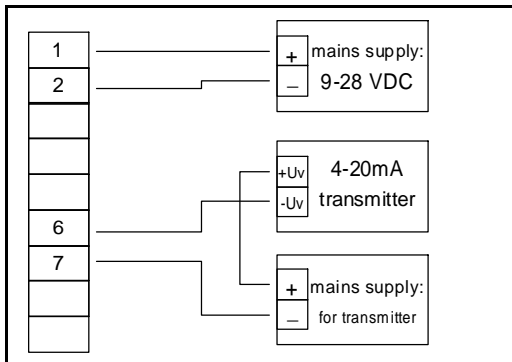 1
2
6
7
+ mains supply:
– 9-28 VDC
+Uv 4-20mA
-Uv transmitter
+ mains supply:
– for transmitter